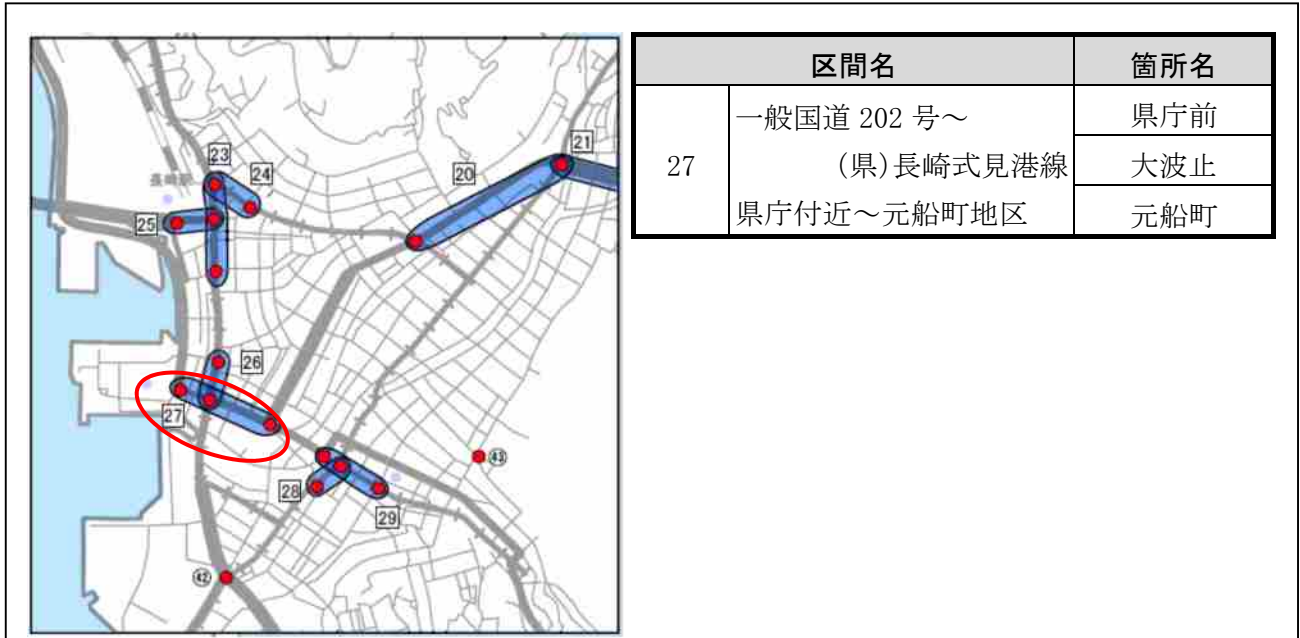 21
23
20
24
長崎駅
25
26
27
28
43
29
42
区間名 箇所名
27 一般国道 202 号～ 県庁前
(県)長崎式見港線 大波止
県庁付近～元船町地区 元船町